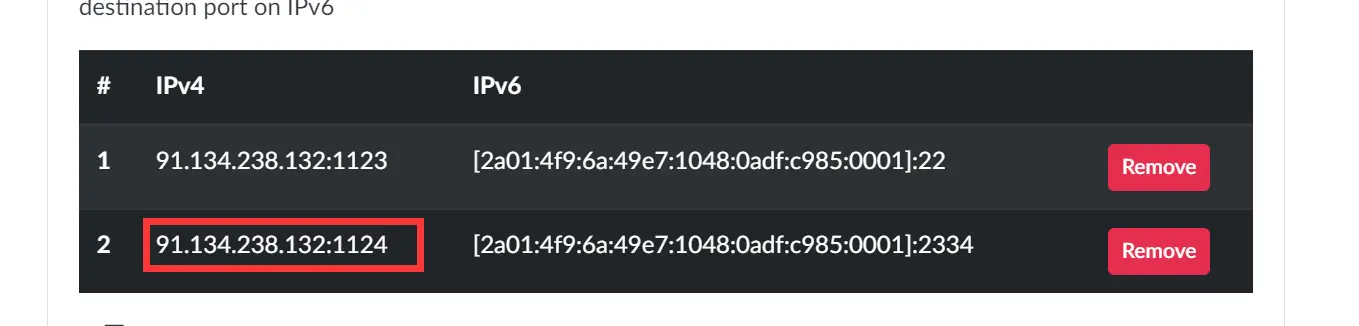 destination port on IPv6
# IPv4 IPv6
1 91.134.238.132:1123 [2a01:4f9:6a:49e7:1048:0adf:c985:0001]:22 Remove
2 91.134.238.132:1124 [2a01:4f9:6a:49e7:1048:0adf:c985:0001]:2334 Remove